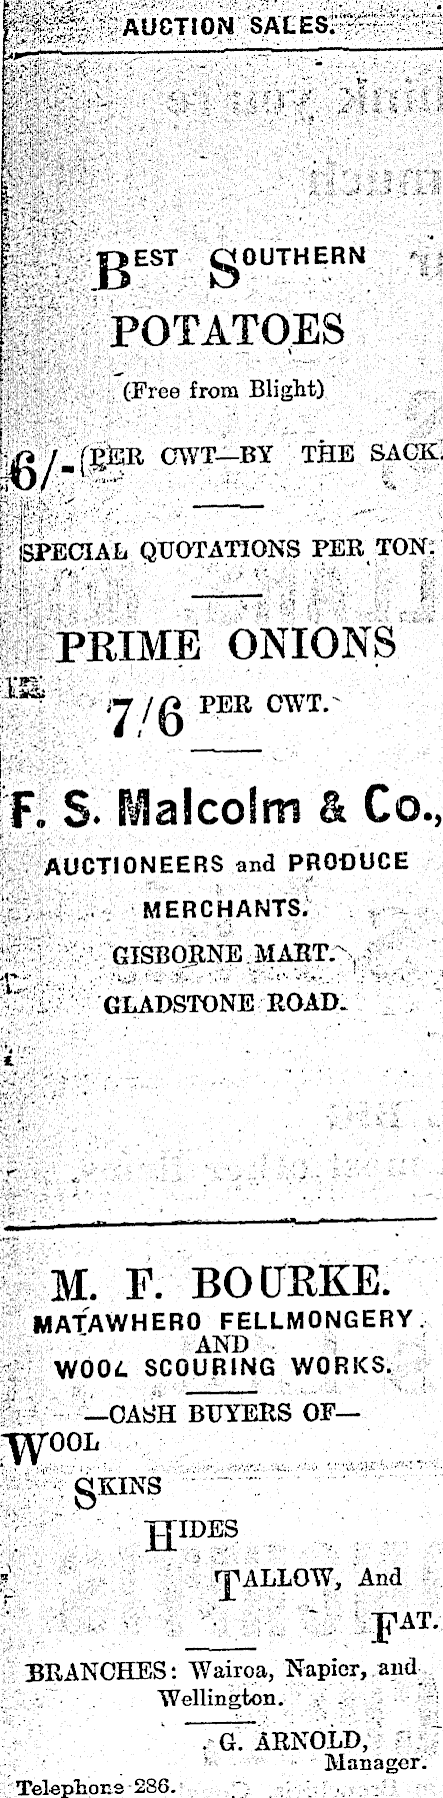 AUCTION SALES.
BEST SOUTHERN
POTATOES
(Free from Blight)
6/- (PER CWT—BY THE SACK.
SPECIAL QUOTATIONS PER TON.
PRIME ONIONS
7/6 PER CWT.
F. S. Malcolm & Co.,
AUCTIONEERS and PRODUCE
MERCHANTS.
GISBORNE MART.
GLADSTONE ROAD.
M. F. BOURKE.
MATAWHERO FELLMONGERY
AND
WOOL SCOURING WORKS.
—CASH BUYERS OF—
WOOL
SKINS
HIDES
TALLOW, And
FAT.
BRANCHES: Wairoa, Napier, and
Wellington.
G. ARNOLD,
Manager.
Telephone 286.